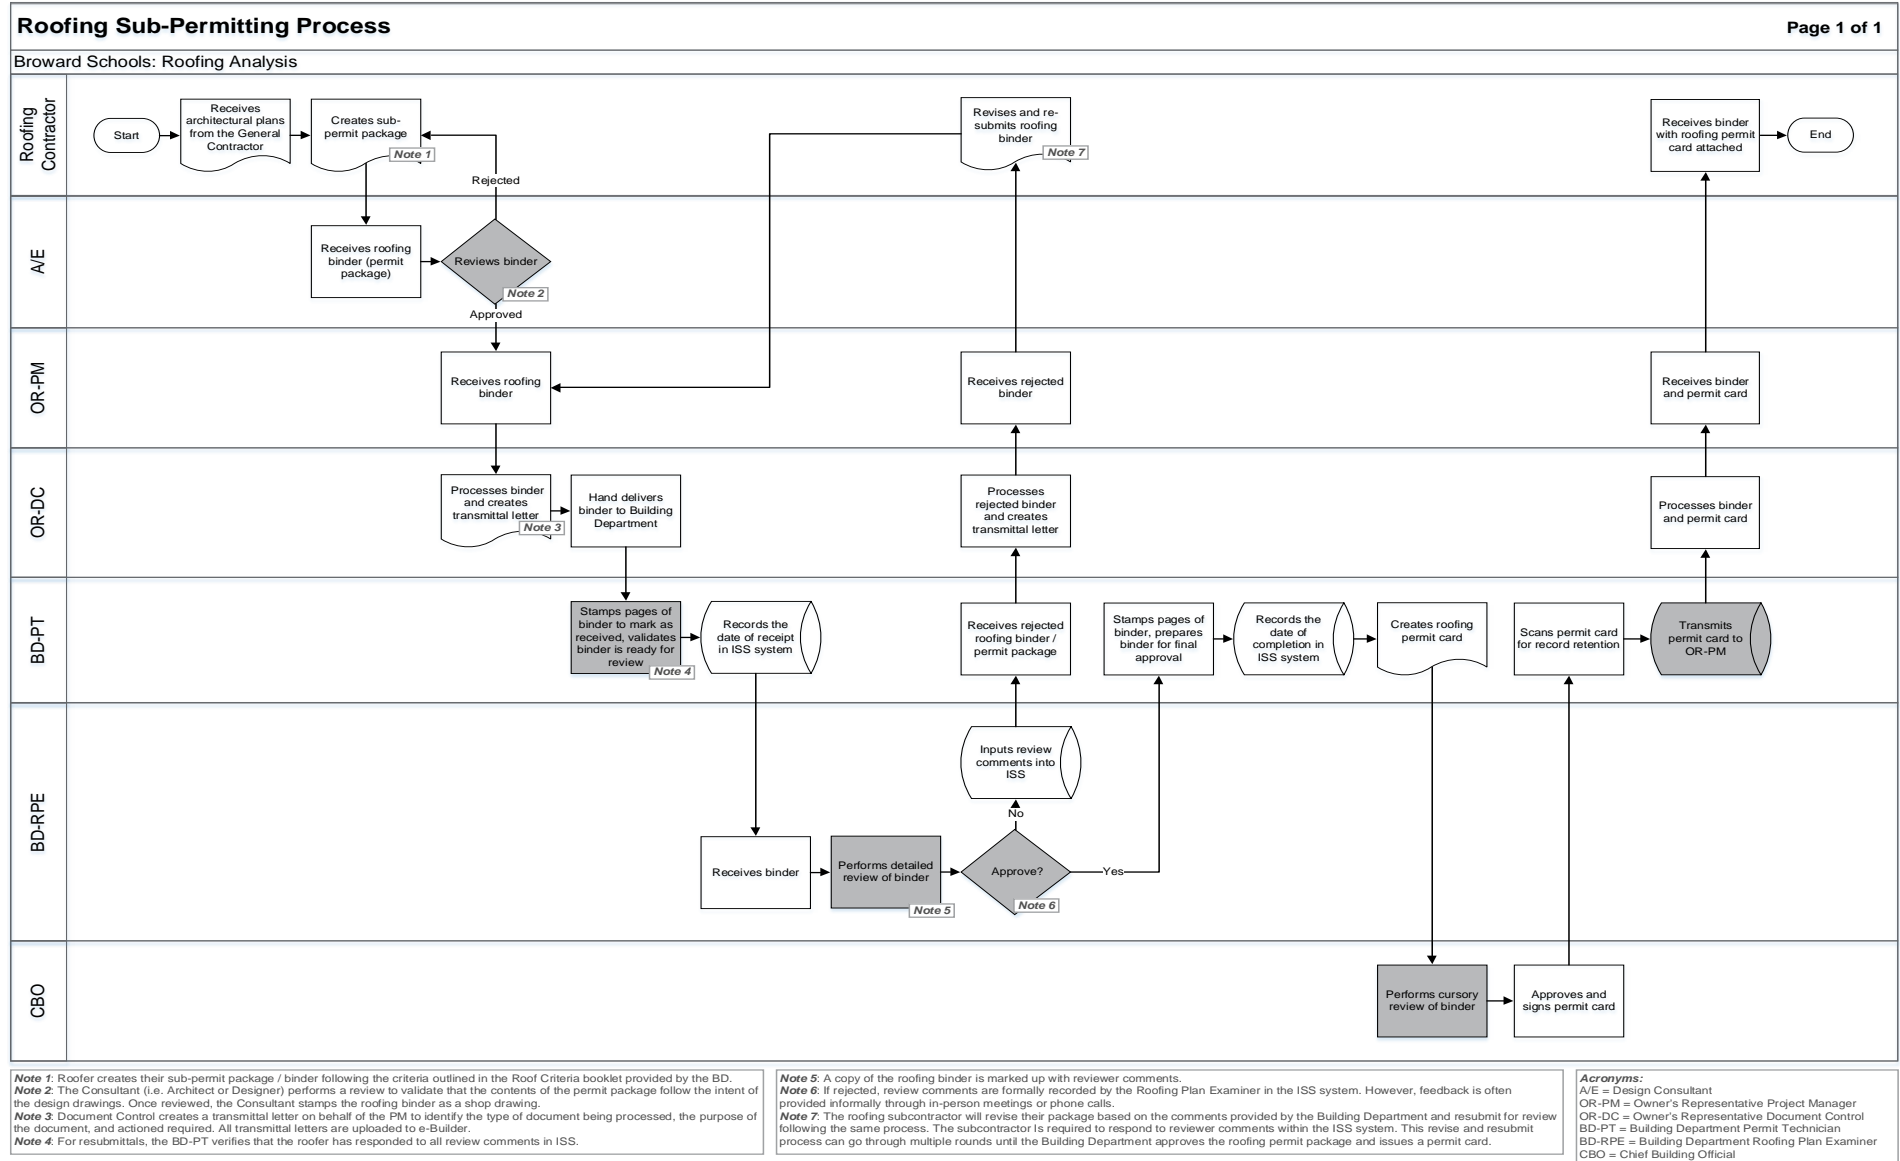 Roofing Sub-Permitting Process
Page 1 of 1
Broward Schools: Roofing Analysis
Roofing
Contractor
Start
Receives
architectural plans
from the General
Contractor
Creates sub-
permit package
Note 1
Rejected
Revises and re-
submits roofing
binder
Note 7
Receives binder
with roofing permit
card attached
End
A/E
Receives roofing
binder (permit
package)
Reviews binder
Note 2
Approved
OR-PM
Receives roofing
binder
Receives rejected
binder
Receives binder
and permit card
OR-DC
Processes binder
and creates
transmittal letter
Note 3
Hand delivers
binder to Building
Department
Processes
rejected binder
and creates
transmittal letter
Processes binder
and permit card
BD-PT
Stamps pages of
binder to mark as
received, validates
binder is ready for
review
Note 4
Records the
date of receipt
in ISS system
Receives rejected
roofing binder /
permit package
Stamps pages of
binder, prepares
binder for final
approval
Records the
date of
completion in
ISS system
Creates roofing
permit card
Scans permit card
for record retention
Transmits
permit card to
OR-PM
BD-RPE
Inputs review
comments into
ISS
No
Receives binder
Performs detailed
review of binder
Note 5
Approve?
Note 6
Yes
CBO
Performs cursory
review of binder
Approves and
signs permit card
Note 1: Roofer creates their sub-permit package / binder following the criteria outlined in the Roof Criteria booklet provided by the BD.
Note 2: The Consultant (i.e. Architect or Designer) performs a review to validate that the contents of the permit package follow the intent of
the design drawings. Once reviewed, the Consultant stamps the roofing binder as a shop drawing.
Note 3: Document Control creates a transmittal letter on behalf of the PM to identify the type of document being processed, the purpose of
the document, and actioned required. All transmittal letters are uploaded to e-Builder.
Note 4: For resubmittals, the BD-PT verifies that the roofer has responded to all review comments in ISS.
Note 5: A copy of the roofing binder is marked up with reviewer comments.
Note 6: If rejected, review comments are formally recorded by the Roofing Plan Examiner in the ISS system. However, feedback is often
provided informally through in-person meetings or phone calls.
Note 7: The roofing subcontractor will revise their package based on the comments provided by the Building Department and resubmit for review
following the same process. The subcontractor Is required to respond to reviewer comments within the ISS system. This revise and resubmit
process can go through multiple rounds until the Building Department approves the roofing permit package and issues a permit card.
Acronyms:
A/E = Design Consultant
OR-PM = Owner's Representative Project Manager
OR-DC = Owner's Representative Document Control
BD-PT = Building Department Permit Technician
BD-RPE = Building Department Roofing Plan Examiner
CBO = Chief Building Official